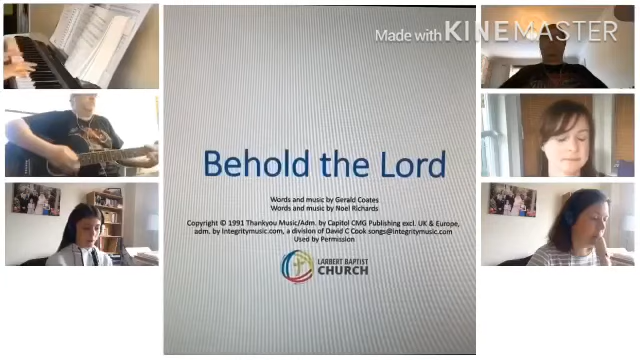 Made with KINEMASTER
Behold the Lord
Words and music by Gerald Coates
Words and music by Noel Richards
Copyright © 1991 Thankyou Music/Adm. by Capitol CMG Publishing excl. UK & Europe,
adm. by Integritymusic.com, a division of David C Cook songs@integritymusic.com
Used by Permission
LARBERT BAPTIST
CHURCH